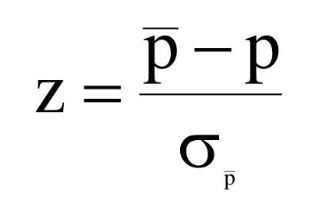 z = (p̅ − p) / σ_p̅